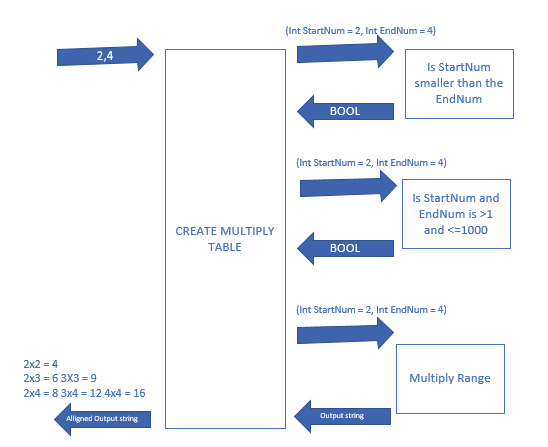 (Int StartNum = 2, Int EndNum = 4)
2,4
Is StartNum
smaller than the
EndNum
BOOL
(Int StartNum = 2, Int EndNum = 4)
Is StartNum and
EndNum is >1
and <=1000
CREATE MULTIPLY
TABLE
BOOL
(Int StartNum = 2, Int EndNum = 4)
Multiply Range
2x2 = 4
2x3 = 6 3X3 = 9
2x4 = 8 3x4 = 12 4x4 = 16
Alligned Output string
Output string